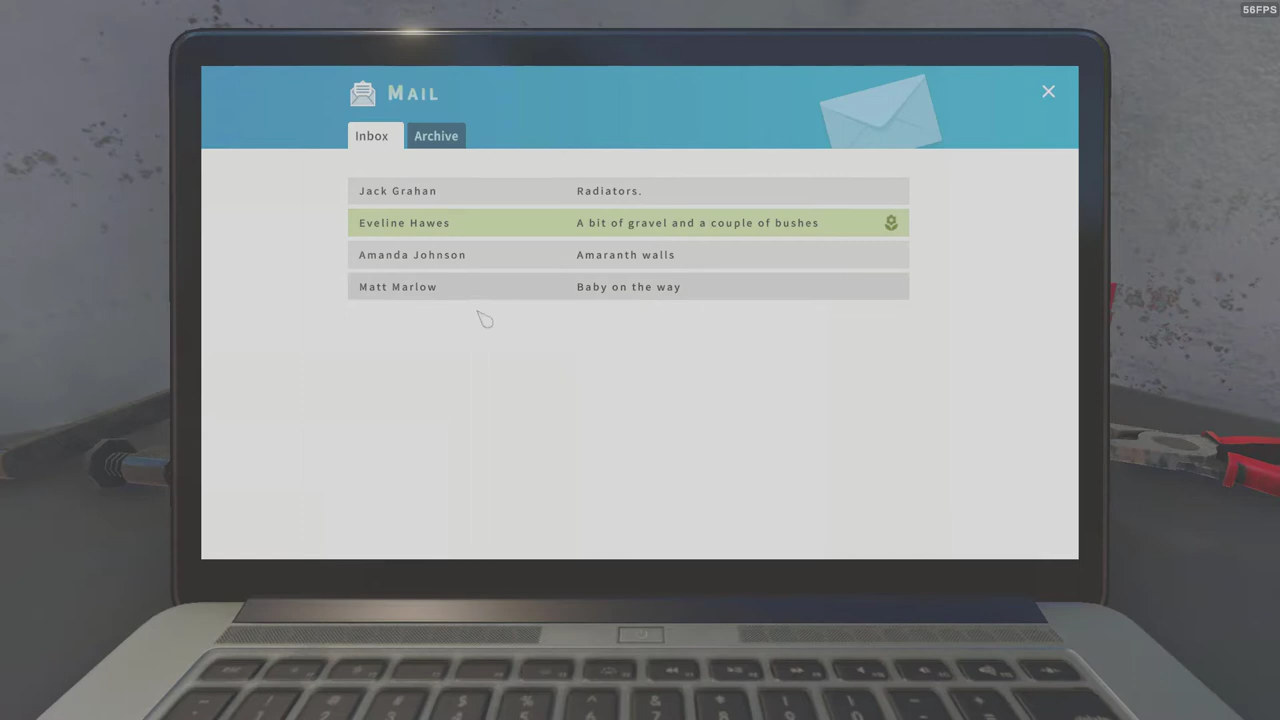 56FPS
MAIL
Inbox Archive
Jack Grahan Radiators.
Eveline Hawes A bit of gravel and a couple of bushes
Amanda Johnson Amaranth walls
Matt Marlow Baby on the way